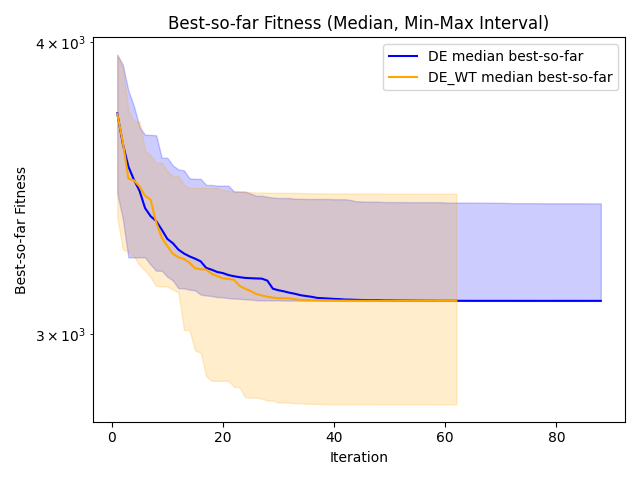 Best-so-far Fitness (Median, Min-Max Interval)
4 × 10³
DE median best-so-far
DE_WT median best-so-far
Best-so-far Fitness
3 × 10³
0 20 40 60 80
Iteration